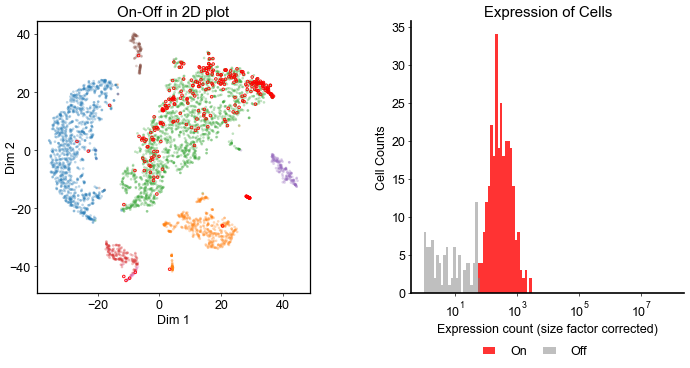 On-Off in 2D plot
Dim 2
40
20
0
−20
−40
−20
0
20
40
Dim 1
Expression of Cells
Cell Counts
35
30
25
20
15
10
5
0
10^1
10^3
10^5
10^7
Expression count (size factor corrected)
On
Off